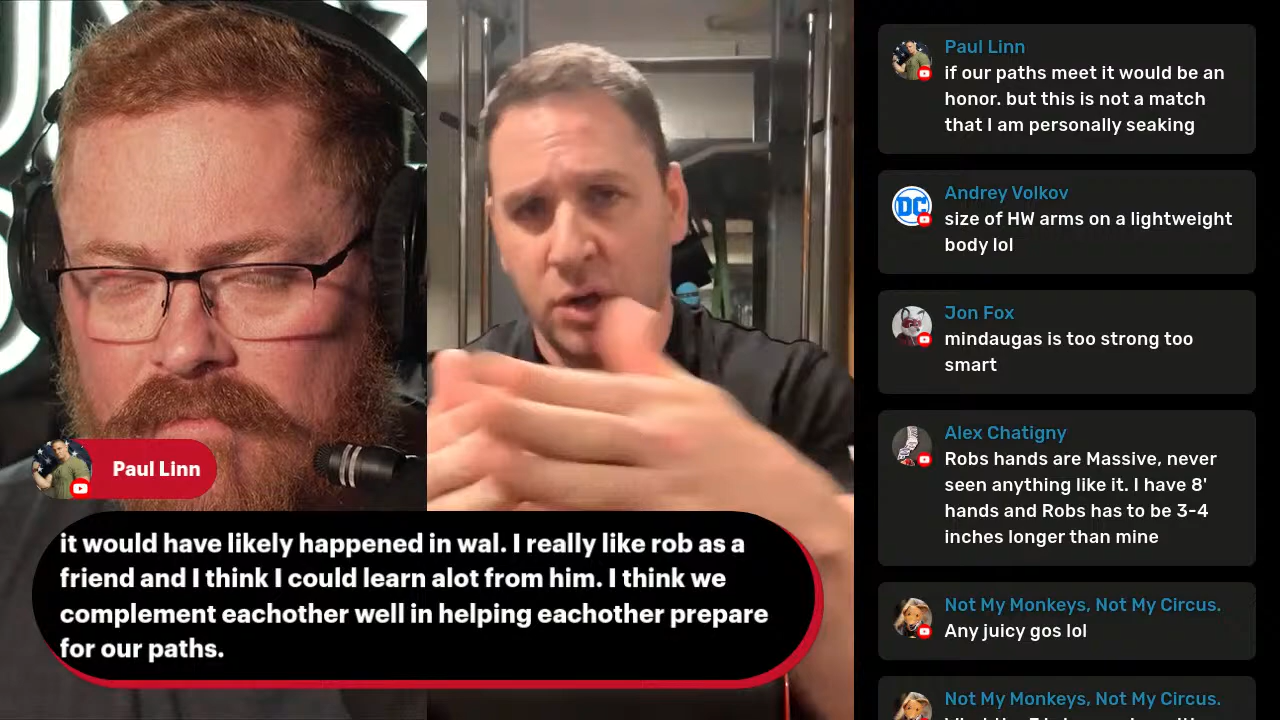 Paul Linn
it would have likely happened in wal. I really like rob as a
friend and I think I could learn alot from him. I think we
complement eachother well in helping eachother prepare
for our paths.
Paul Linn
if our paths meet it would be an
honor. but this is not a match
that I am personally seaking
DC
Andrey Volkov
size of HW arms on a lightweight
body lol
Jon Fox
mindaugas is too strong too
smart
Alex Chatigny
Robs hands are Massive, never
seen anything like it. I have 8'
hands and Robs has to be 3-4
inches longer than mine
Not My Monkeys, Not My Circus.
Any juicy gos lol
Not My Monkeys, Not My Circus.